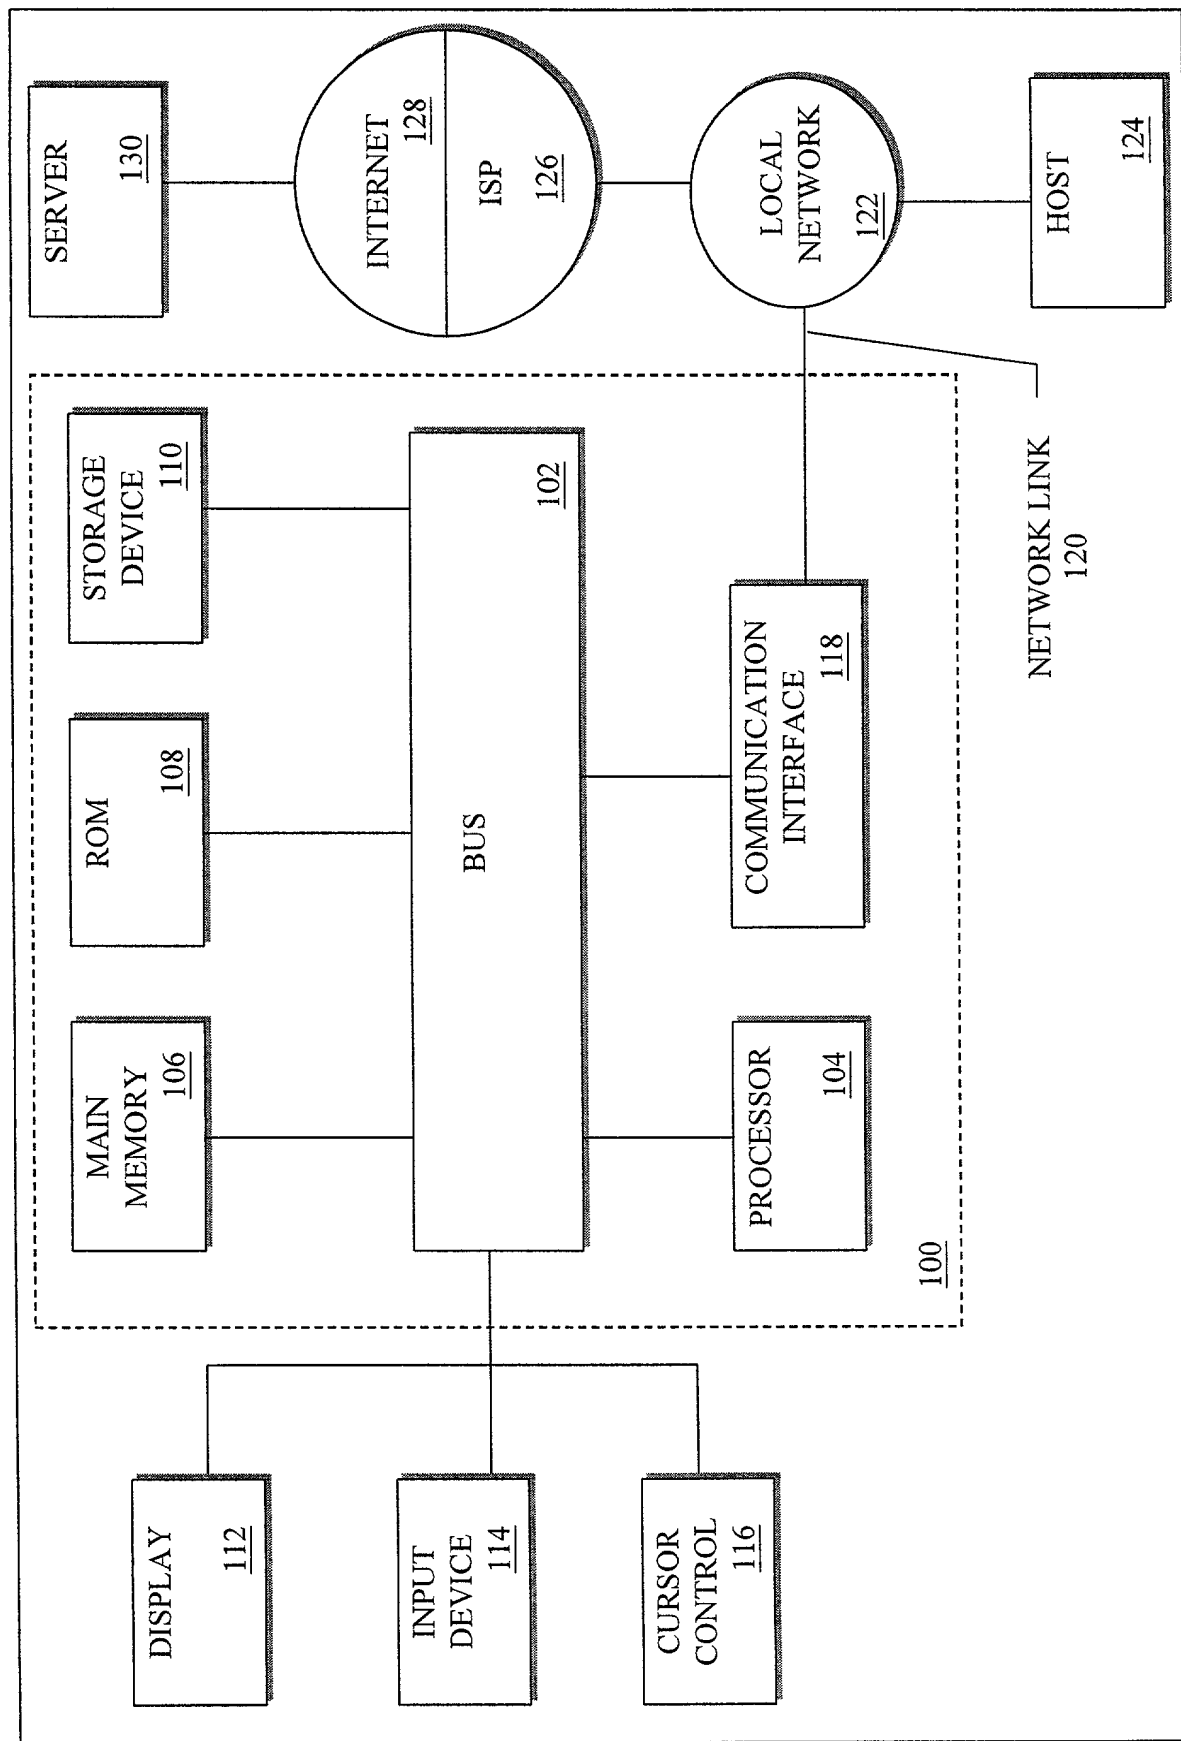 DISPLAY
112
INPUT
DEVICE
114
CURSOR
CONTROL
116
MAIN
MEMORY
106
ROM
108
STORAGE
DEVICE
110
BUS
102
PROCESSOR
104
COMMUNICATION
INTERFACE
118
100
SERVER
130
INTERNET
128
ISP
126
LOCAL
NETWORK
122
HOST
124
NETWORK LINK
120